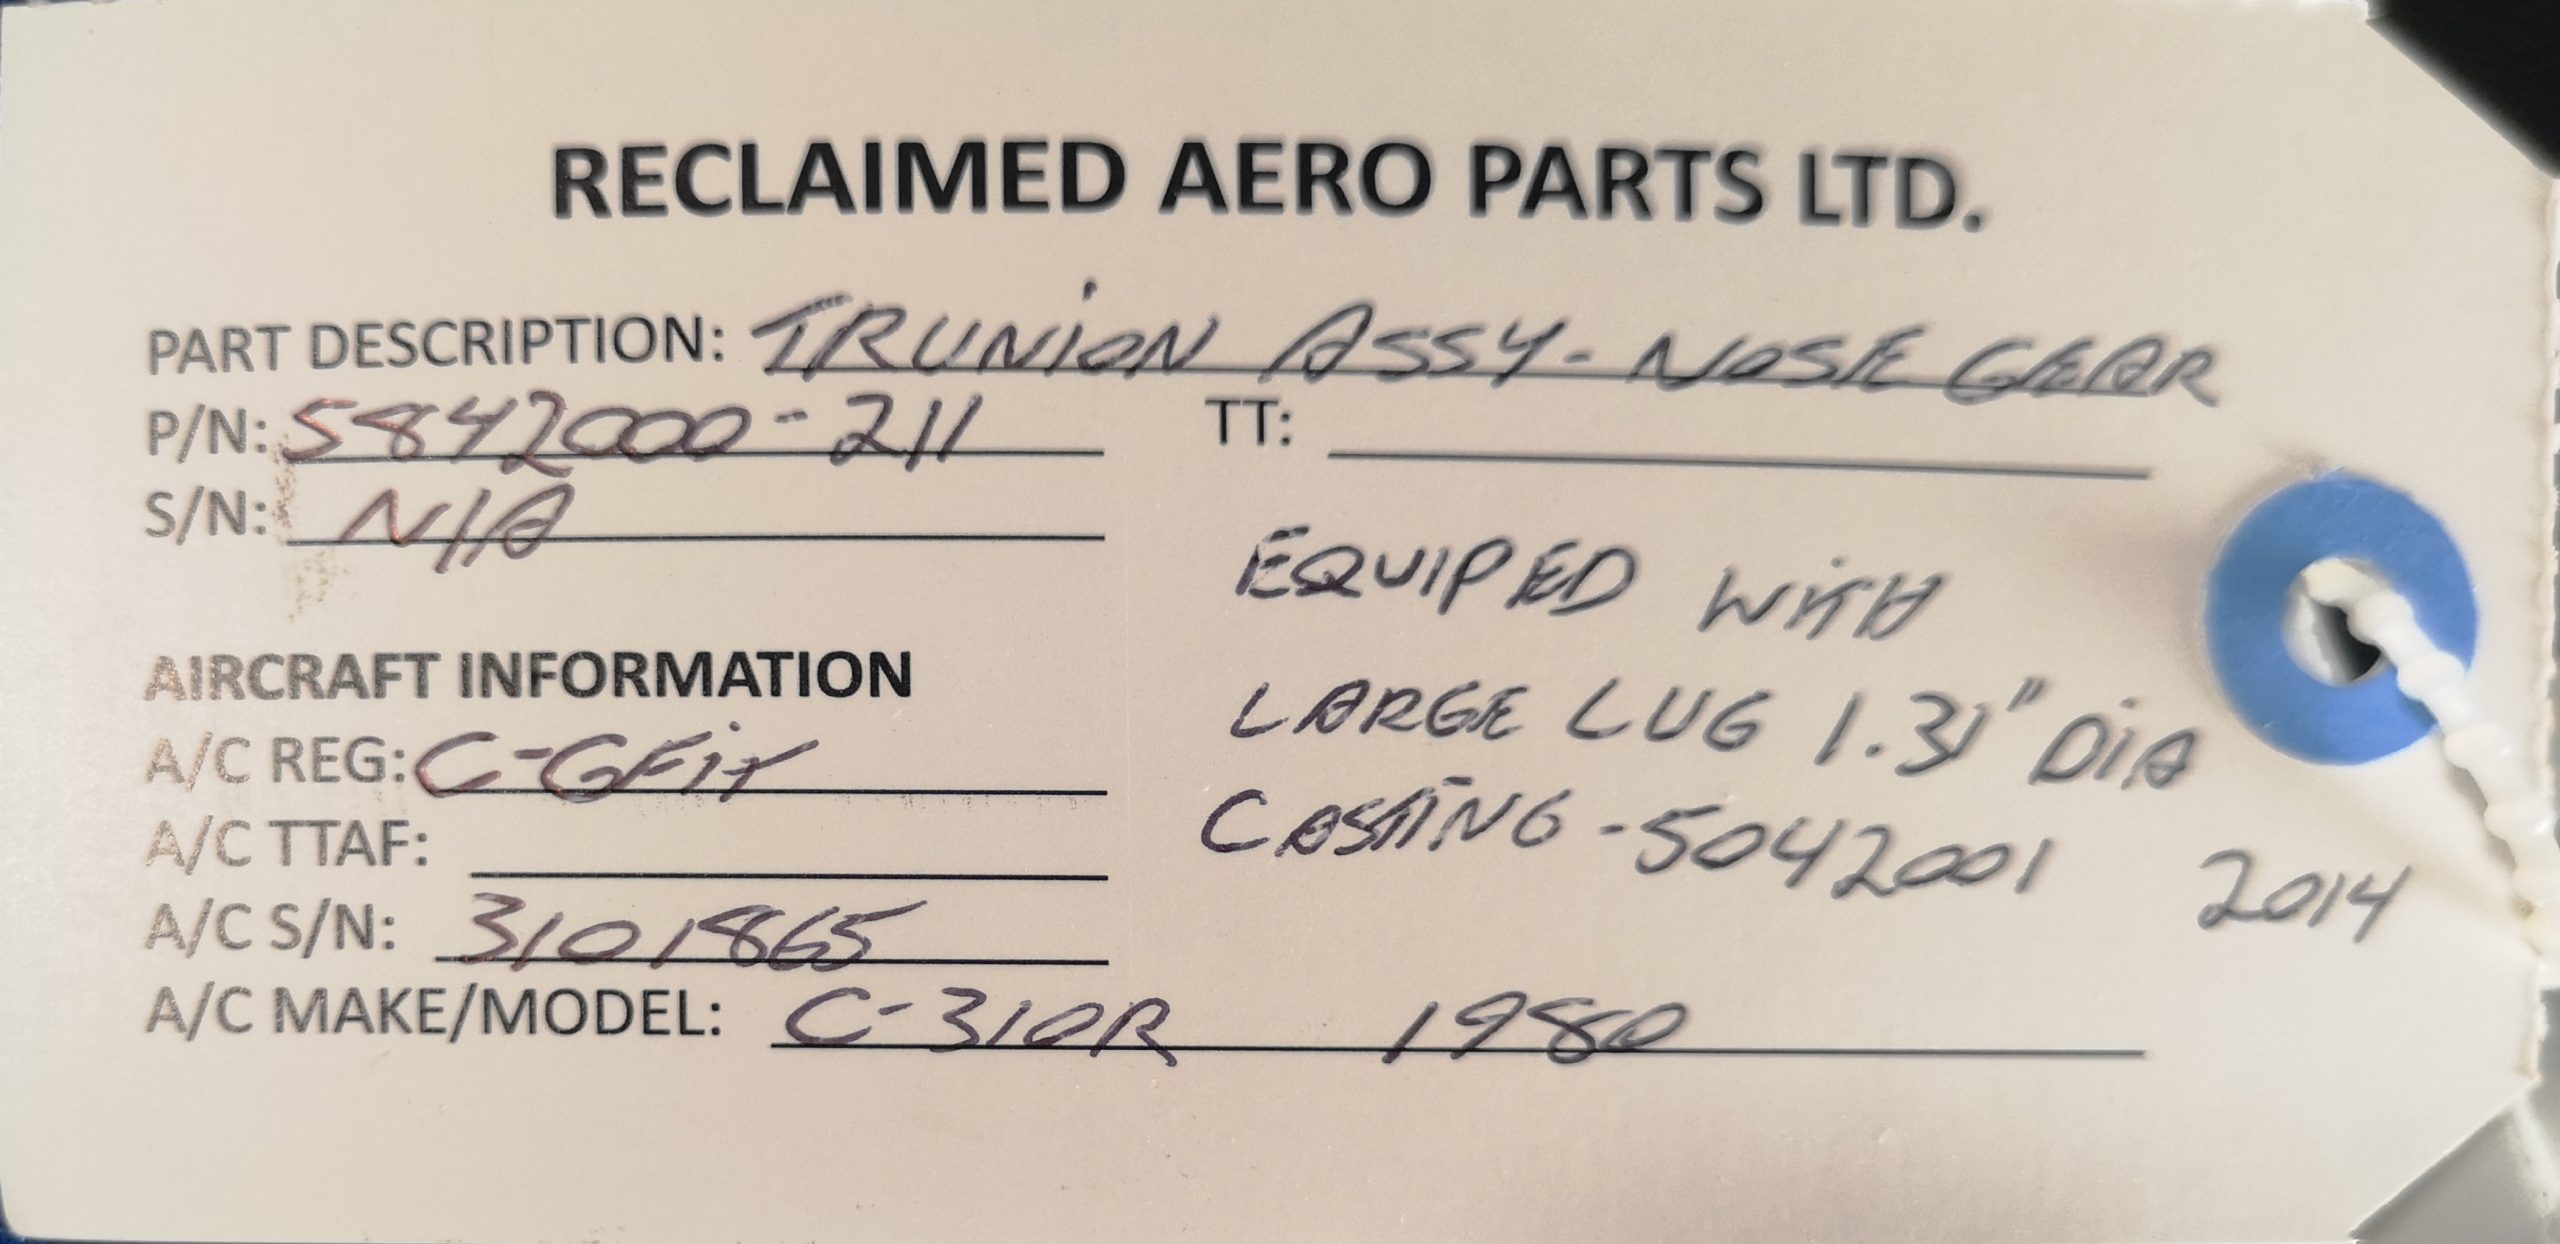 RECLAIMED AERO PARTS LTD.
PART DESCRIPTION: TRUNION ASSY - NOSE GEAR
P/N: 5842000-211 TT:
S/N: N/A
EQUIPED WITH
LARGE LUG 1.31" DIA
CASTING - 5042001 2014
AIRCRAFT INFORMATION
A/C REG: C-GFIT
A/C TTAF:
A/C S/N: 3101865
A/C MAKE/MODEL: C-310R 1980